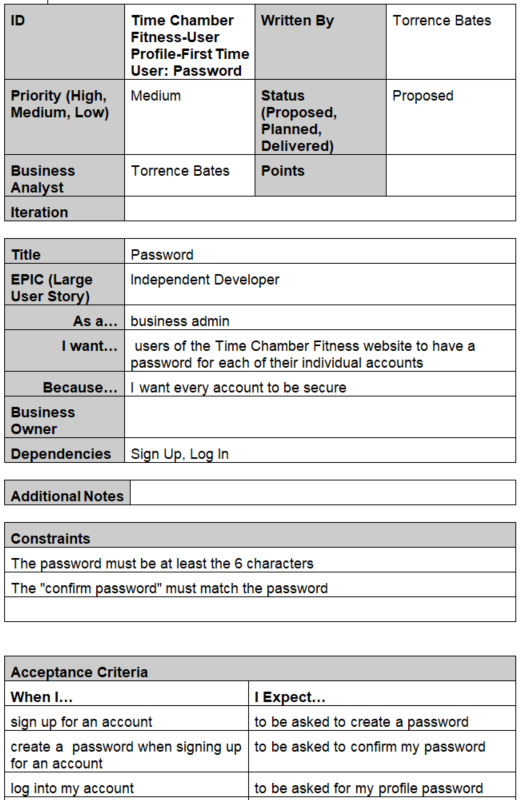 ID
Time Chamber
Fitness-User
Profile-First Time
User: Password
Written By
Torrence Bates
Priority (High,
Medium, Low)
Medium
Status
(Proposed,
Planned,
Delivered)
Proposed
Business
Analyst
Torrence Bates
Points
Iteration
Title
Password
EPIC (Large
User Story)
Independent Developer
As a...
business admin
I want...
users of the Time Chamber Fitness website to have a
password for each of their individual accounts
Because...
I want every account to be secure
Business
Owner
Dependencies
Sign Up, Log In
Additional Notes
Constraints
The password must be at least the 6 characters
The "confirm password" must match the password
Acceptance Criteria
When I...
I Expect...
sign up for an account
to be asked to create a password
create a password when signing up
for an account
to be asked to confirm my password
log into my account
to be asked for my profile password